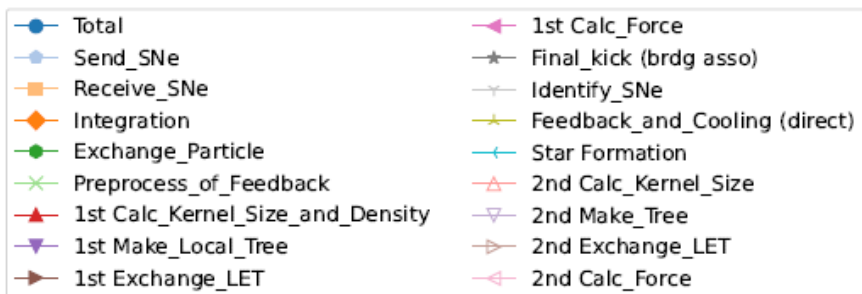 Total
Send_SNe
Receive_SNe
Integration
Exchange_Particle
Preprocess_of_Feedback
1st Calc_Kernel_Size_and_Density
1st Make_Local_Tree
1st Exchange_LET
1st Calc_Force
Final_kick (brdg asso)
Identify_SNe
Feedback_and_Cooling (direct)
Star Formation
2nd Calc_Kernel_Size
2nd Make_Tree
2nd Exchange_LET
2nd Calc_Force